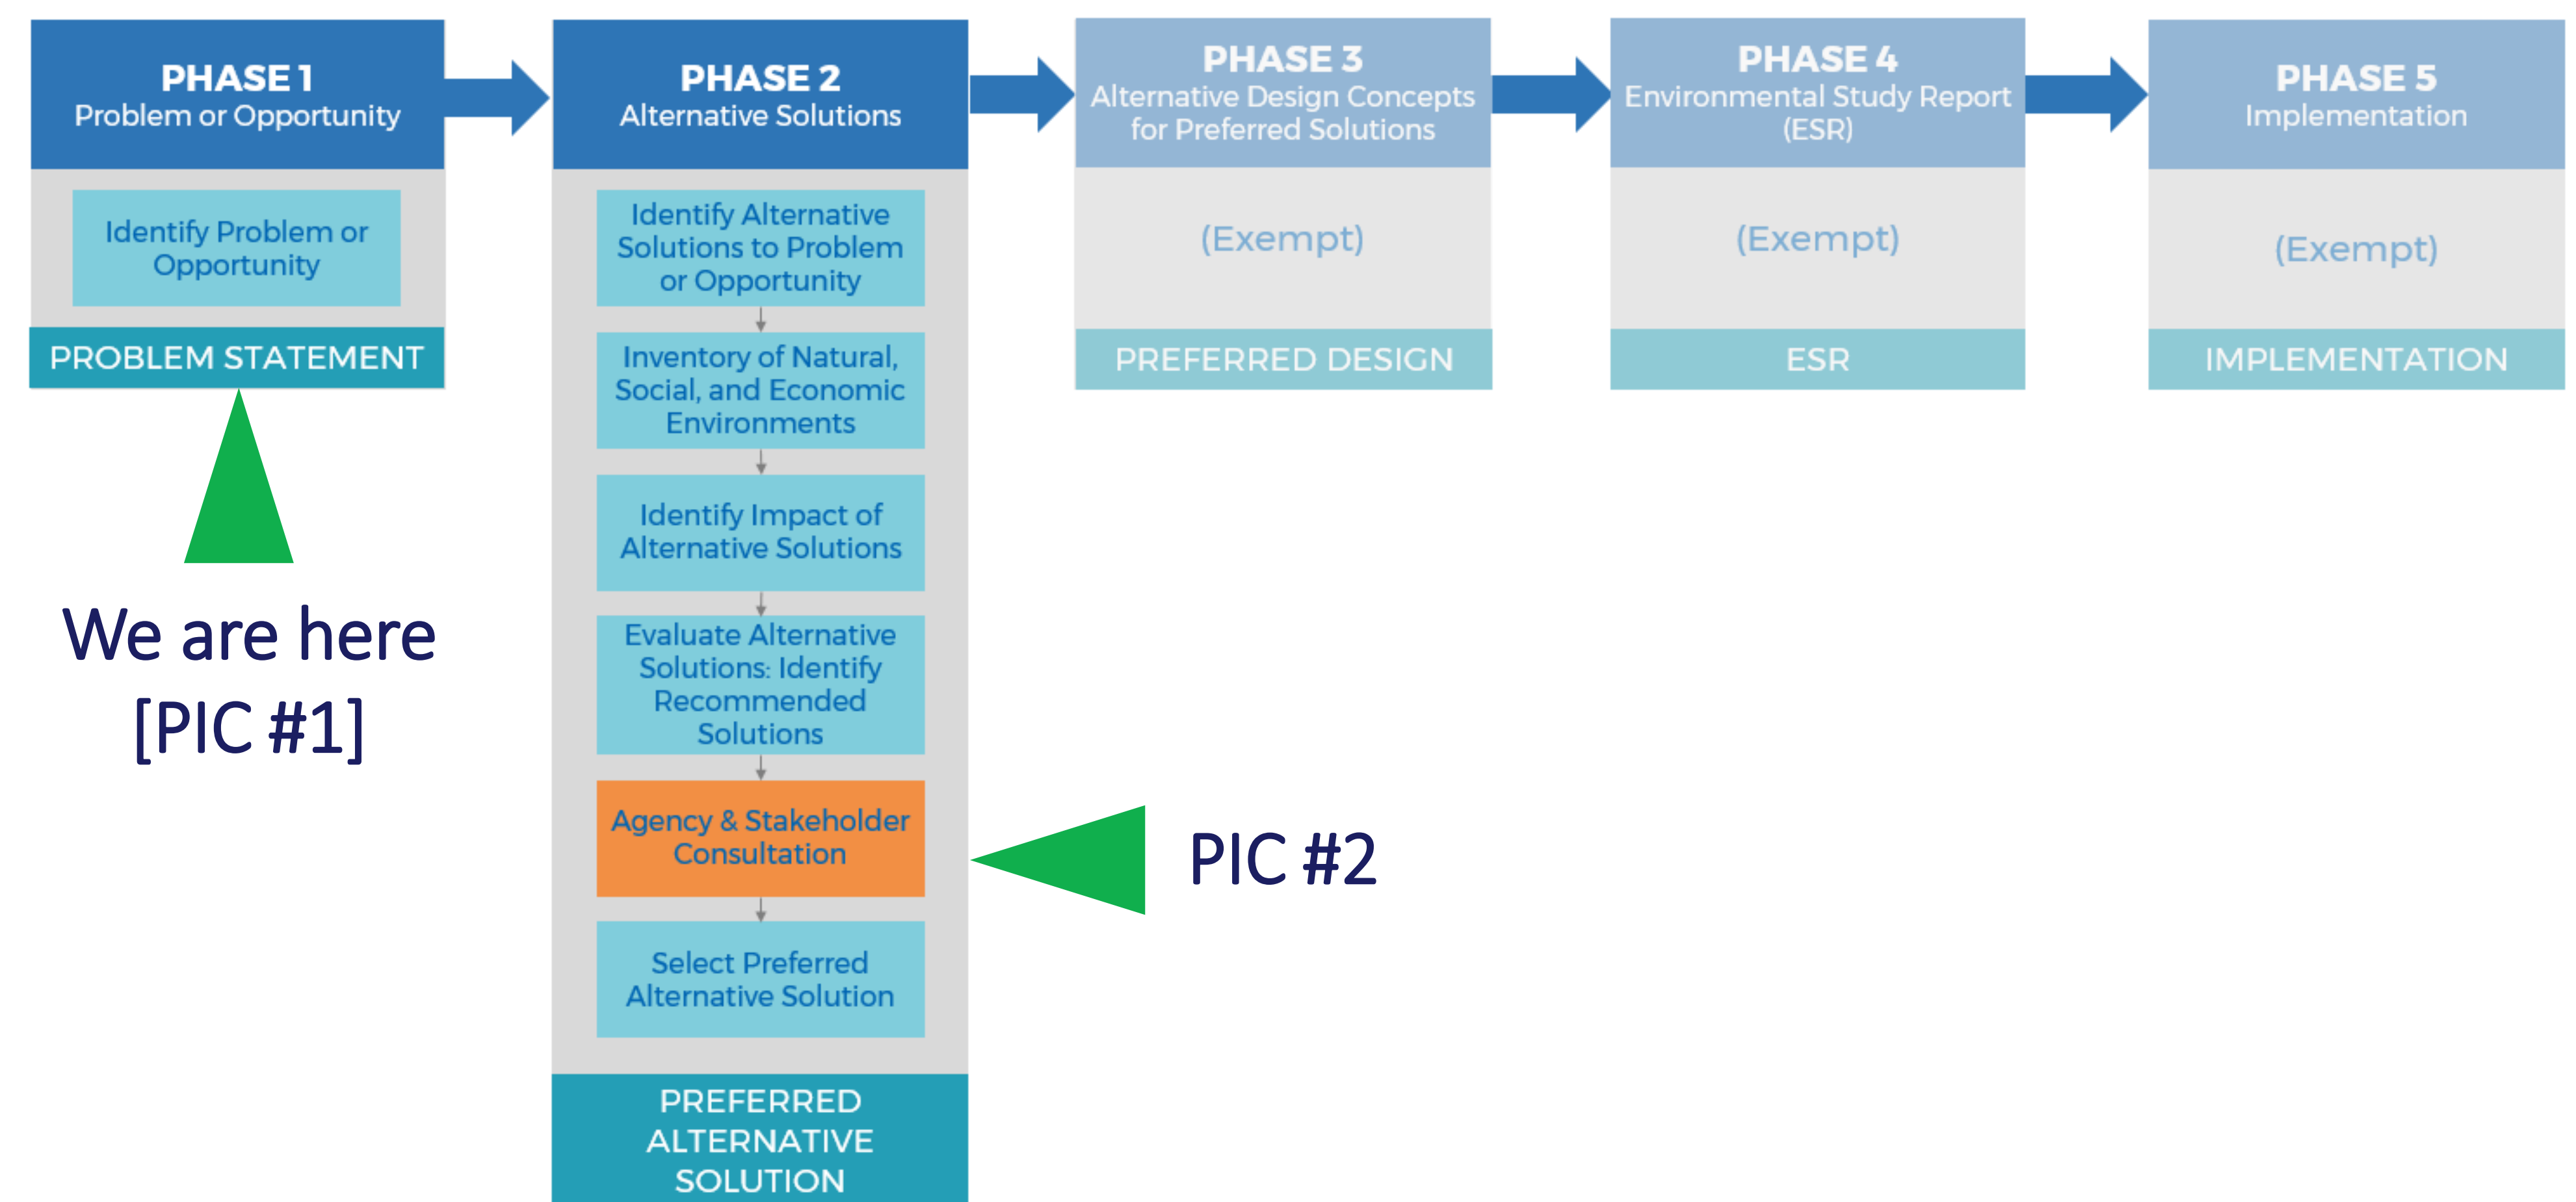 PHASE 1
Problem or Opportunity
Identify Problem or
Opportunity
PROBLEM STATEMENT
We are here
[PIC #1]
PHASE 2
Alternative Solutions
Identify Alternative
Solutions to Problem
or Opportunity
Inventory of Natural,
Social, and Economic
Environments
Identify Impact of
Alternative Solutions
Evaluate Alternative
Solutions: Identify
Recommended
Solutions
Agency & Stakeholder
Consultation
Select Preferred
Alternative Solution
PREFERRED
ALTERNATIVE
SOLUTION
PIC #2
PHASE 3
Alternative Design Concepts
for Preferred Solutions
(Exempt)
PREFERRED DESIGN
PHASE 4
Environmental Study Report
(ESR)
(Exempt)
ESR
PHASE 5
Implementation
(Exempt)
IMPLEMENTATION